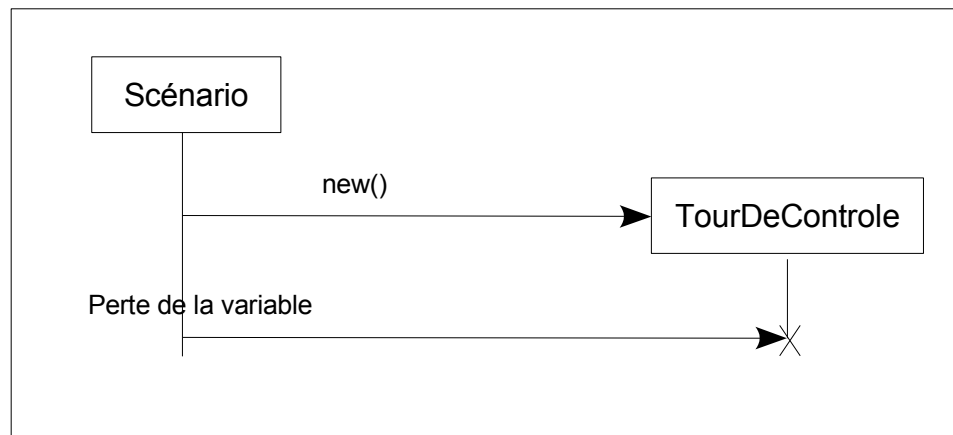 Scénario
new()
TourDeControle
Perte de la variable